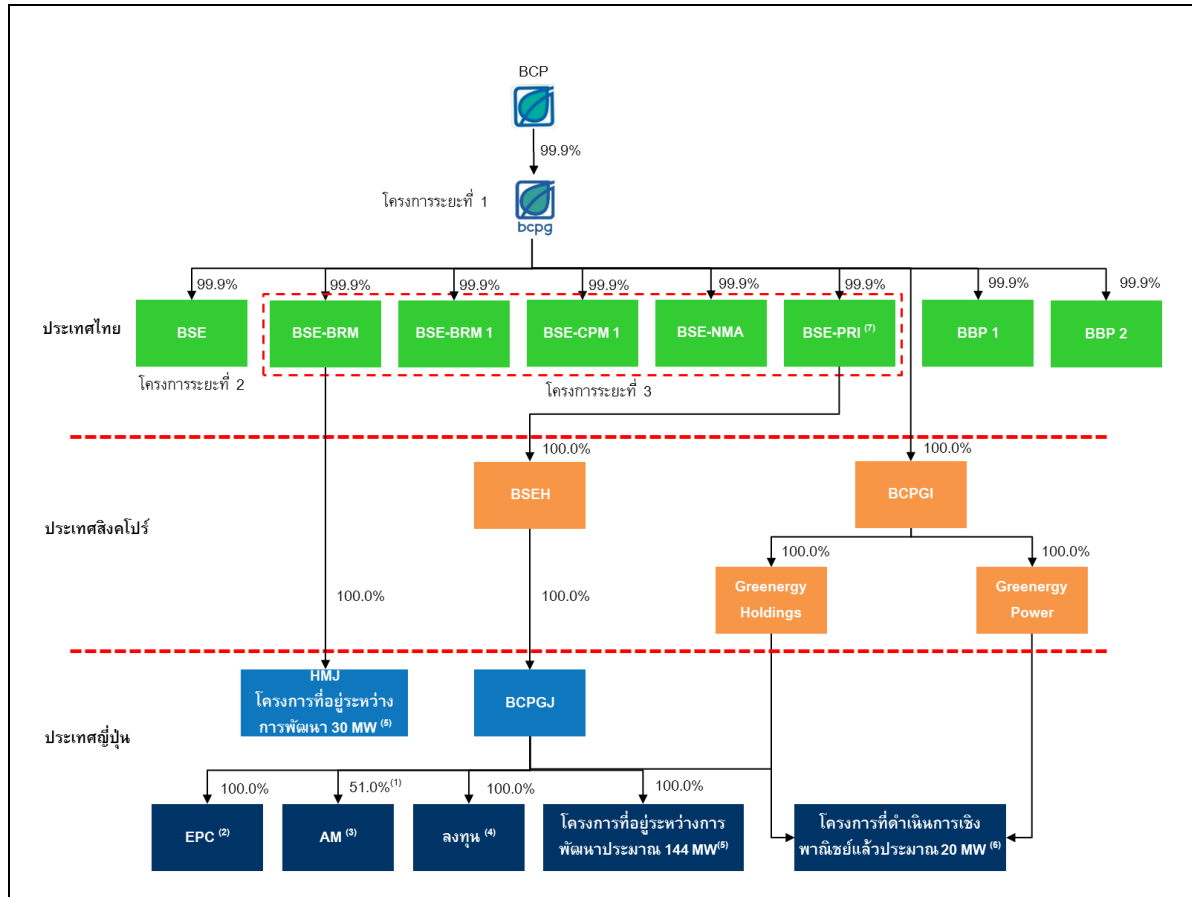 BCP
99.9%
โครงการระยะที่ 1
bcpg
99.9% 99.9% 99.9% 99.9% 99.9% 99.9% 99.9% 99.9%
ประเทศไทย
BSE BSE-BRM BSE-BRM 1 BSE-CPM 1 BSE-NMA BSE-PRI (7) BBP 1 BBP 2
โครงการระยะที่ 2
โครงการระยะที่ 3
100.0% 100.0%
BSEH BCPGI
ประเทศสิงคโปร์
100.0% 100.0%
Greenergy
Holdings
Greenergy
Power
100.0% 100.0%
HMJ
โครงการที่อยู่ระหว่าง
การพัฒนา 30 MW (5)
BCPGJ
ประเทศญี่ปุ่น
100.0% 51.0%(1) 100.0% 100.0%
EPC (2) AM (3) ลงทุน (4)
โครงการที่อยู่ระหว่างการ
พัฒนาประมาณ 144 MW(5)
โครงการที่ดำเนินการเชิง
พาณิชย์แล้วประมาณ 20 MW (6)